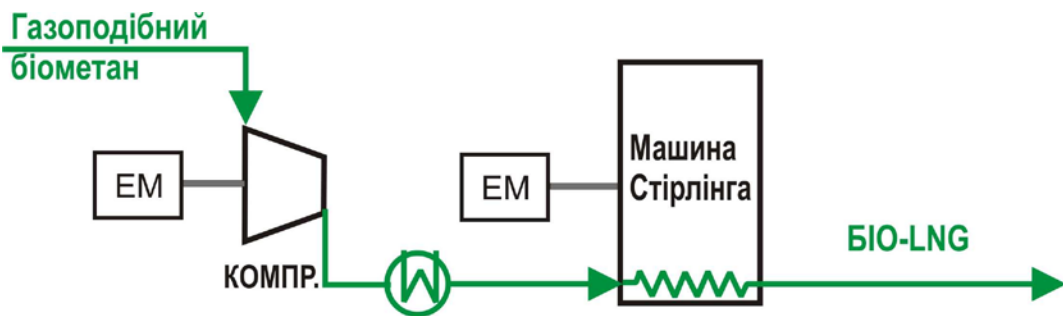 Газоподібний
біометан
ЕМ
КОМПР.
ЕМ
Машина
Стірлінга
БІО-LNG